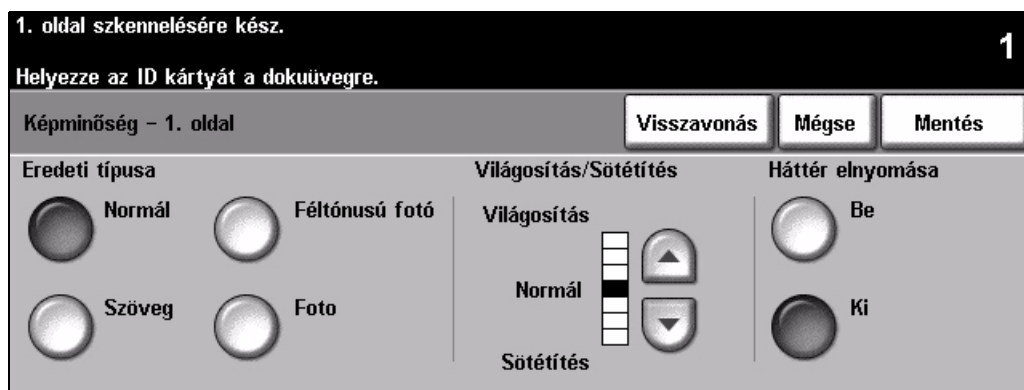 1. oldal szkennelésére kész.
1
Helyezze az ID kártyát a dokuüvegre.
Képminőség – 1. oldal
Visszavonás
Mégse
Mentés
Eredeti típusa
Világosítás/Sötétítés
Háttér elnyomása
Normál
Féltónusú fotó
Szöveg
Foto
Világosítás
Normál
Sötétítés
Be
Ki